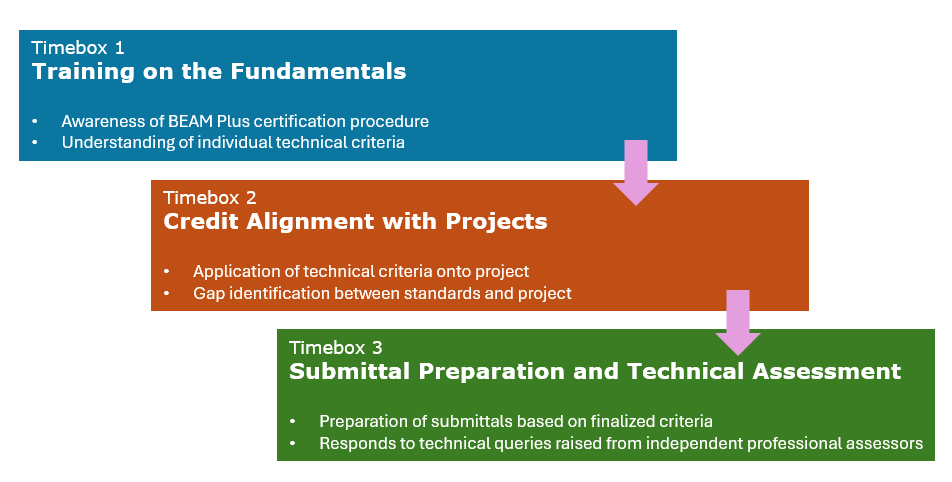 Timebox 1
Training on the Fundamentals
• Awareness of BEAM Plus certification procedure
• Understanding of individual technical criteria
Timebox 2
Credit Alignment with Projects
• Application of technical criteria onto project
• Gap identification between standards and project
Timebox 3
Submittal Preparation and Technical Assessment
• Preparation of submittals based on finalized criteria
• Responds to technical queries raised from independent professional assessors